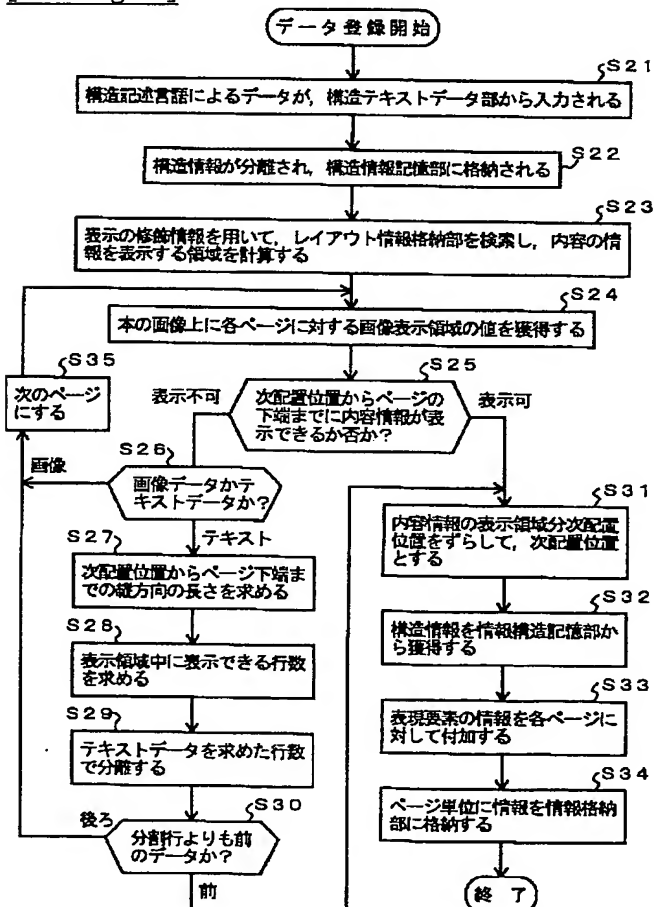 データ登録開始
S21
構造記述言語によるデータが，構造テキストデータ部から入力される
S22
構造情報が分離され，構造情報記憶部に格納される
S23
表示の修飾情報を用いて，レイアウト情報格納部を検索し，内容の情
報を表示する領域を計算する
S24
本の画像上に各ページに対する画像表示領域の値を獲得する
S35
次のページ
にする
S25
表示不可
次配置位置からページの
下端までに内容情報が表
示できるか否か？
表示可
画像
S26
画像データかテ
キストデータか？
テキスト
S27
次配置位置からページ下端ま
での縦方向の長さを求める
S28
表示領域中に表示できる行数
を求める
S29
テキストデータを求めた行数
で分離する
S30
後ろ
分割行よりも前
のデータか？
前
S31
内容情報の表示領域分次配置
位置をずらして，次配置位置
とする
S32
構造情報を情報構造記憶部か
ら獲得する
S33
表現要素の情報を各ページに
対して付加する
S34
ページ単位に情報を情報格納
部に格納する
終了